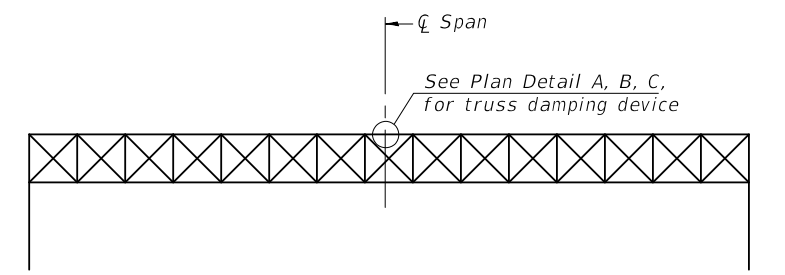 ℄ Span
See Plan Detail A, B, C,
for truss damping device